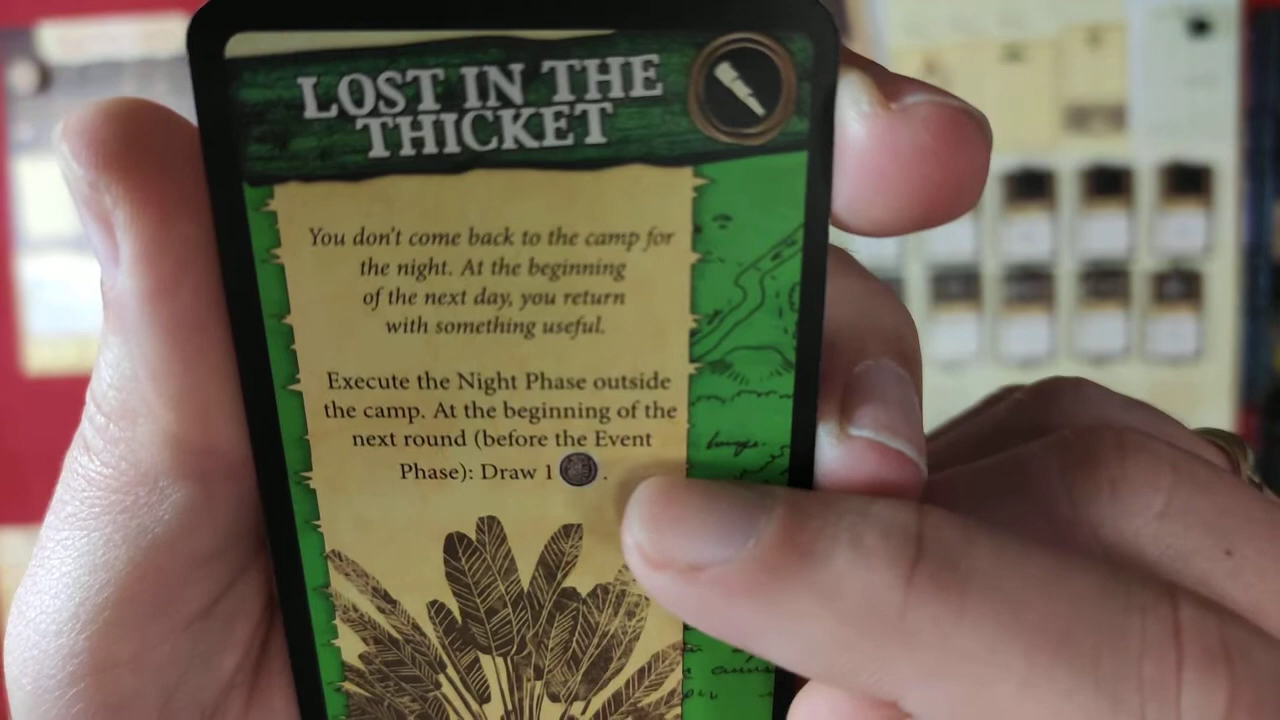 LOST IN THE
THICKET
You don't come back to the camp for
the night. At the beginning
of the next day, you return
with something useful.
Execute the Night Phase outside
the camp. At the beginning of the
next round (before the Event
Phase): Draw 1 .